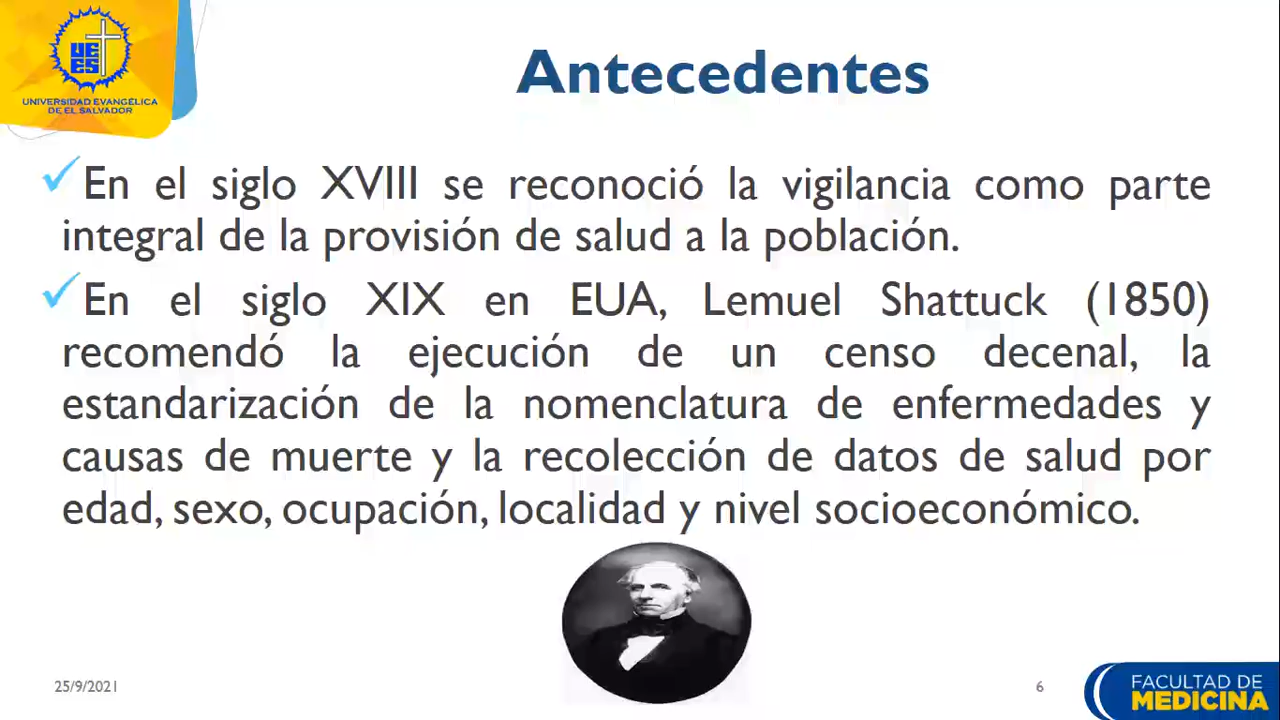 UE
ES
UNIVERSIDAD EVANGÉLICA
DE EL SALVADOR
Antecedentes
✓En el siglo XVIII se reconoció la vigilancia como parte
integral de la provisión de salud a la población.
✓En el siglo XIX en EUA, Lemuel Shattuck (1850)
recomendó la ejecución de un censo decenal, la
estandarización de la nomenclatura de enfermedades y
causas de muerte y la recolección de datos de salud por
edad, sexo, ocupación, localidad y nivel socioeconómico.
25/9/2021
6
FACULTAD DE
MEDICINA